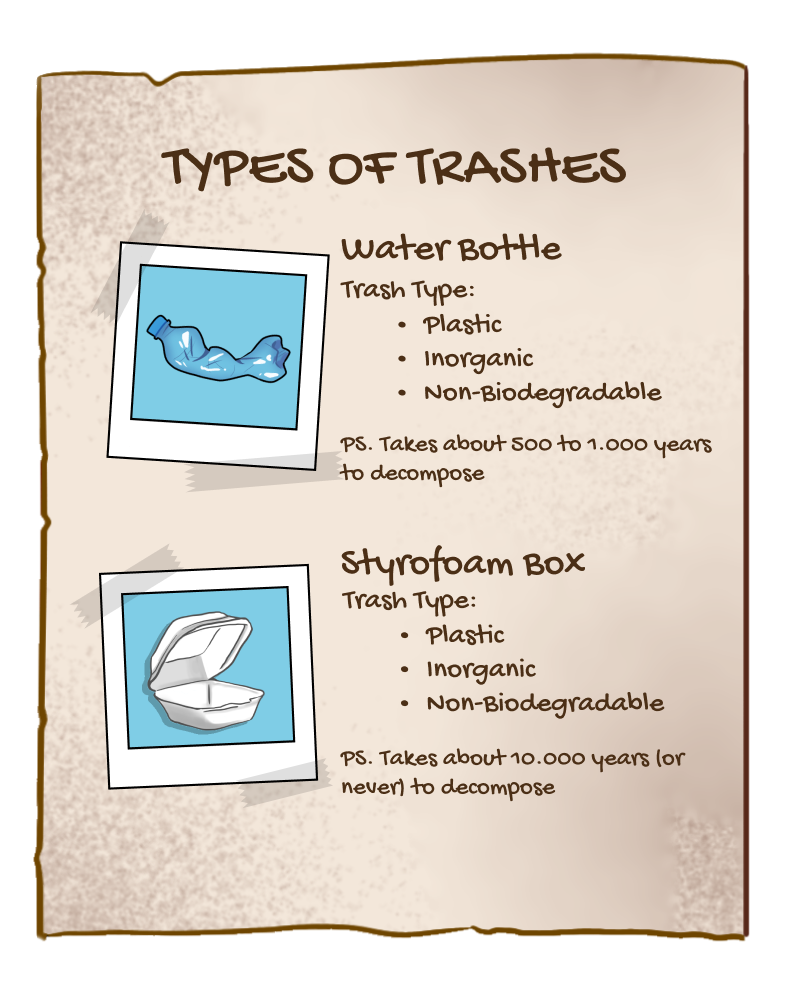 TYPES OF TRASHES
Water Bottle
Trash Type:
• Plastic
• Inorganic
• Non-Biodegradable
PS. Takes about 500 to 1.000 years
to decompose
Styrofoam Box
Trash Type:
• Plastic
• Inorganic
• Non-Biodegradable
PS. Takes about 10.000 years (or
never) to decompose